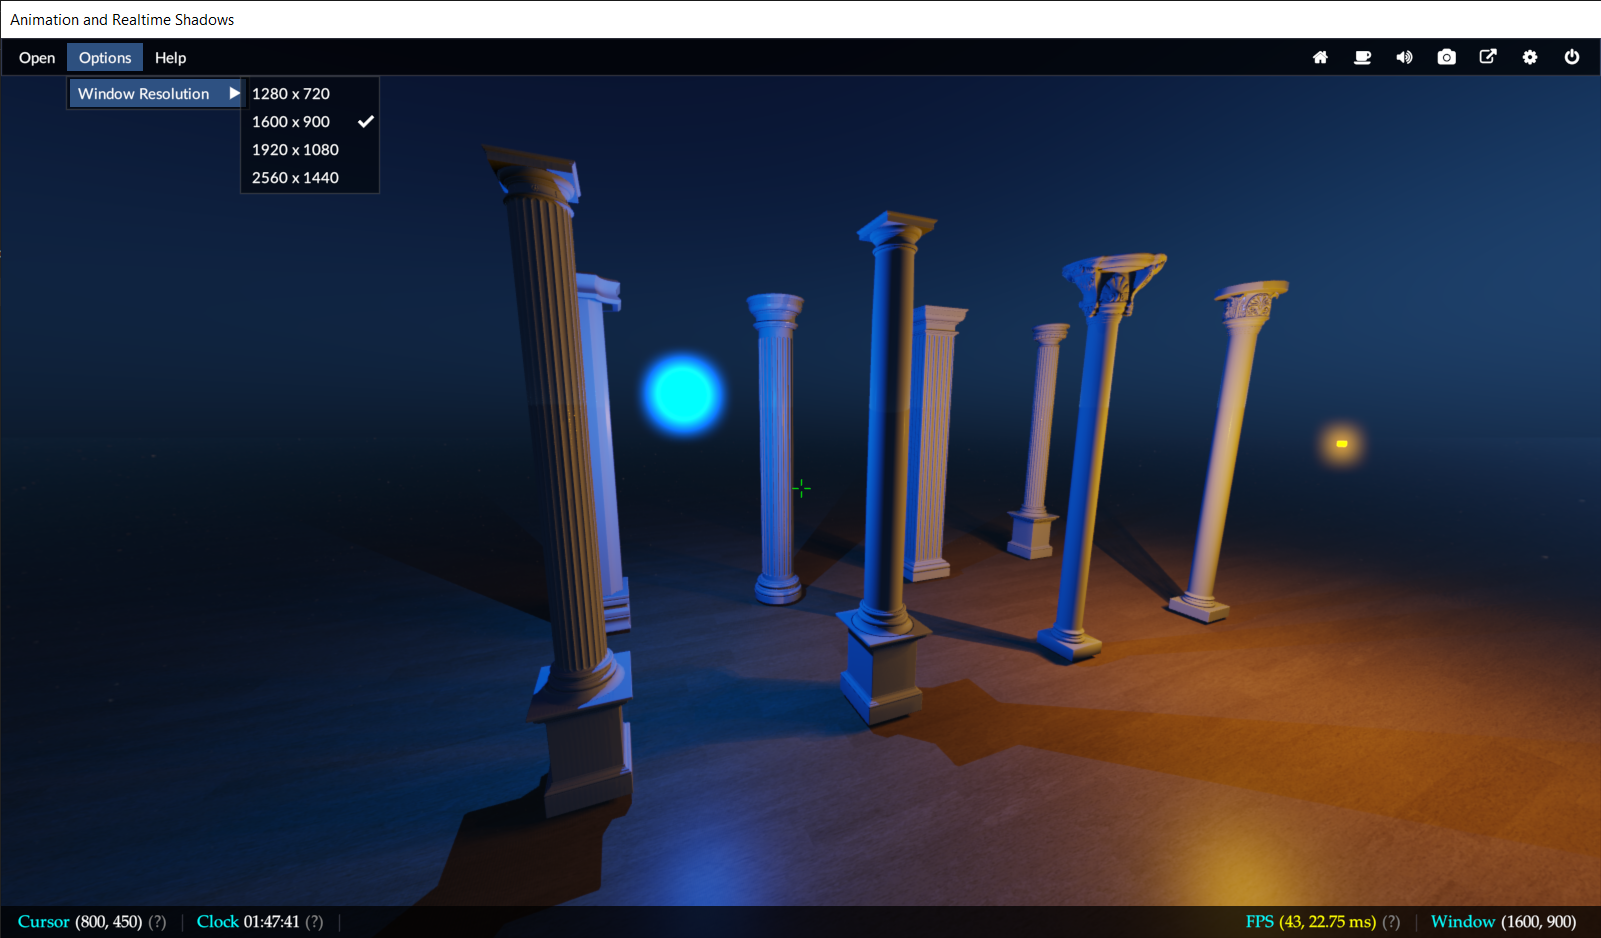 Animation and Realtime Shadows
Open Options Help
Window Resolution
1280 x 720
1600 x 900
1920 x 1080
2560 x 1440
Cursor (800, 450) (?) | Clock 01:47:41 (?) | FPS (43, 22.75 ms) (?) | Window (1600, 900)